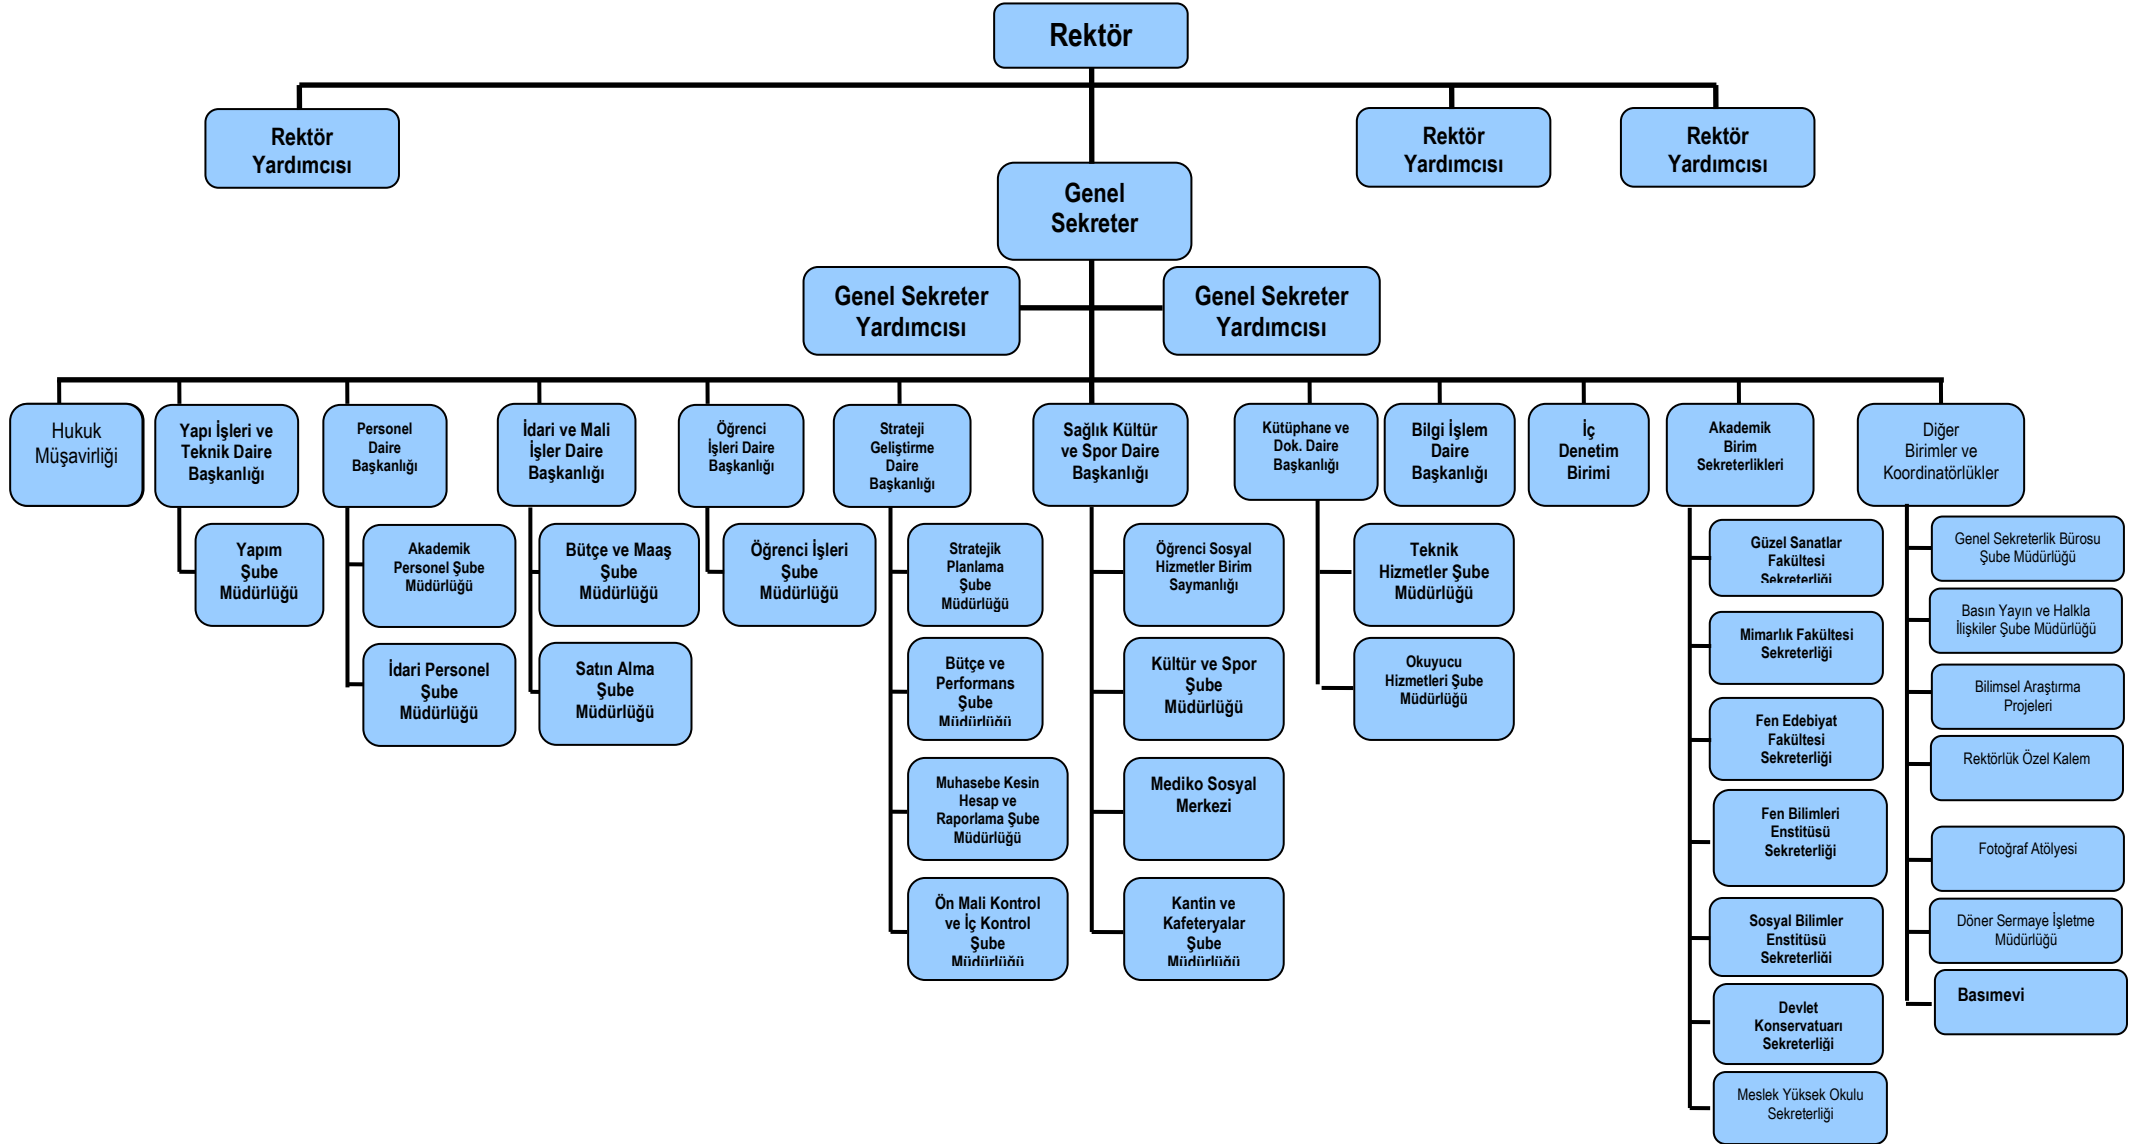 Rektör
Rektör
Yardımcısı
Rektör
Yardımcısı
Rektör
Yardımcısı
Genel
Sekreter
Genel Sekreter
Yardımcısı
Genel Sekreter
Yardımcısı
Hukuk
Müşavirliği
Yapı İşleri ve
Teknik Daire
Başkanlığı
Personel
Daire
Başkanlığı
İdari ve Mali
İşler Daire
Başkanlığı
Öğrenci
İşleri Daire
Başkanlığı
Strateji
Geliştirme
Daire
Başkanlığı
Sağlık Kültür
ve Spor Daire
Başkanlığı
Kütüphane ve
Dok. Daire
Başkanlığı
Bilgi İşlem
Daire
Başkanlığı
İç
Denetim
Birimi
Akademik
Birim
Sekreterlikleri
Diğer
Birimler ve
Koordinatörlükler
Yapım
Şube
Müdürlüğü
Akademik
Personel Şube
Müdürlüğü
İdari Personel
Şube
Müdürlüğü
Bütçe ve Maaş
Şube
Müdürlüğü
Satın Alma
Şube
Müdürlüğü
Öğrenci İşleri
Şube
Müdürlüğü
Stratejik
Planlama
Şube
Müdürlüğü
Bütçe ve
Performans
Şube
Müdürlüğü
Muhasebe Kesin
Hesap ve
Raporlama Şube
Müdürlüğü
Ön Mali Kontrol
ve İç Kontrol
Şube
Müdürlüğü
Öğrenci Sosyal
Hizmetler Birim
Saymanlığı
Kültür ve Spor
Şube
Müdürlüğü
Mediko Sosyal
Merkezi
Kantin ve
Kafeteryalar
Şube
Müdürlüğü
Teknik
Hizmetler Şube
Müdürlüğü
Okuyucu
Hizmetleri Şube
Müdürlüğü
Güzel Sanatlar
Fakültesi
Sekreterliği
Mimarlık Fakültesi
Sekreterliği
Fen Edebiyat
Fakültesi
Sekreterliği
Fen Bilimleri
Enstitüsü
Sekreterliği
Sosyal Bilimler
Enstitüsü
Sekreterliği
Devlet
Konservatuarı
Sekreterliği
Meslek Yüksek Okulu
Sekreterliği
Genel Sekreterlik Bürosu
Şube Müdürlüğü
Basın Yayın ve Halkla
İlişkiler Şube Müdürlüğü
Bilimsel Araştırma
Projeleri
Rektörlük Özel Kalem
Fotoğraf Atölyesi
Döner Sermaye İşletme
Müdürlüğü
Basımevi